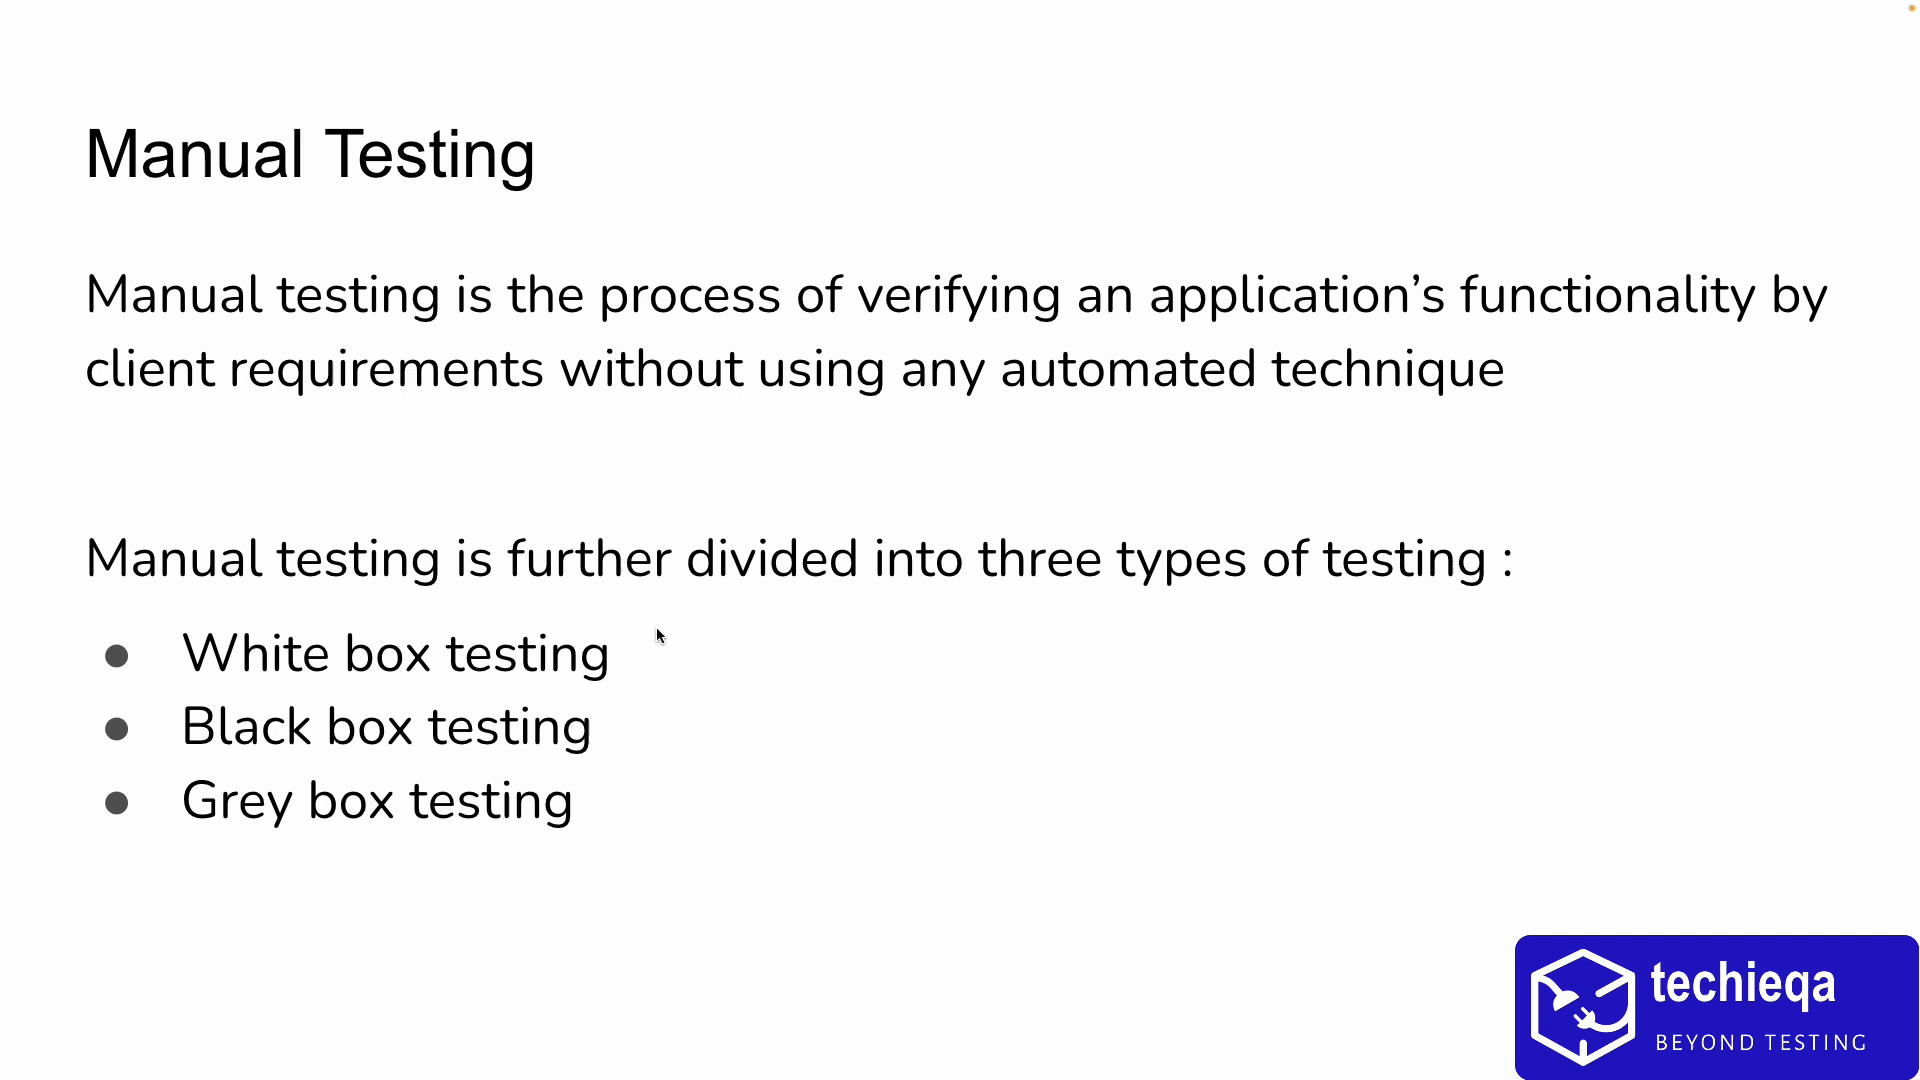 Manual Testing
Manual testing is the process of verifying an application’s functionality by
client requirements without using any automated technique
Manual testing is further divided into three types of testing :
● White box testing
● Black box testing
● Grey box testing
techieqa
BEYOND TESTING